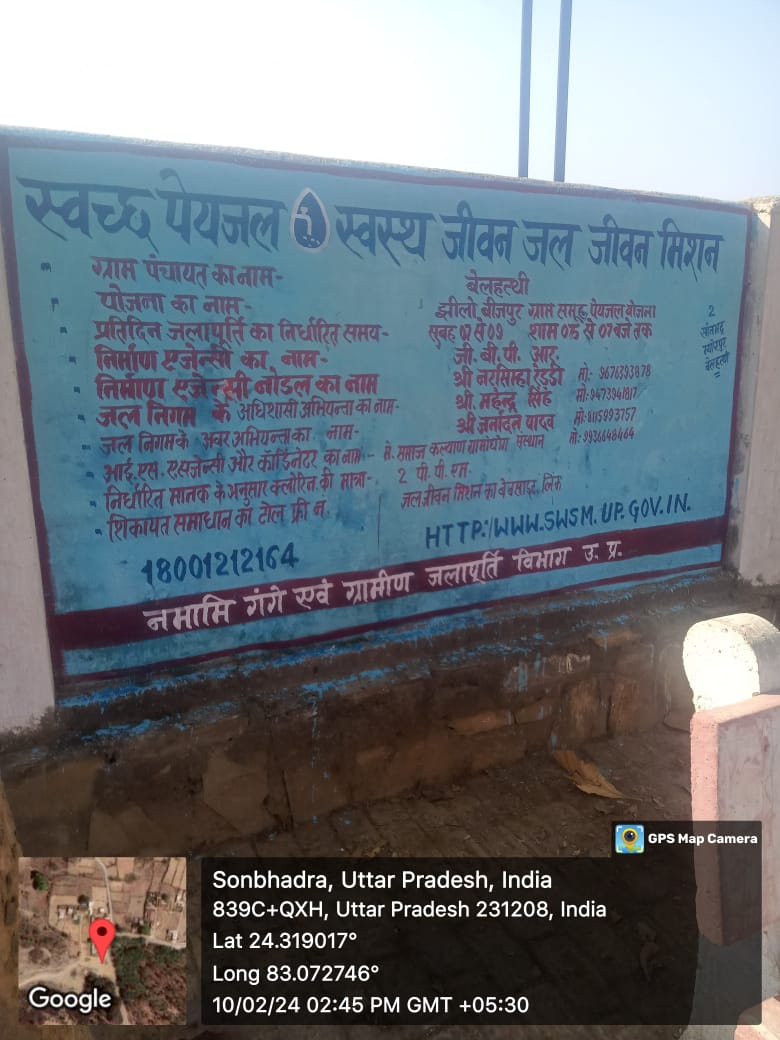 स्वच्छ पेयजल स्वस्थ जीवन जल जीवन मिशन
ग्राम पंचायत का नाम- बेलहत्थी
योजना का नाम- झीलो बीजपुर ग्राम समूह पेयजल योजना
प्रतिदिन जलापूर्ति का निर्धारित समय- सुबह 07 से 09 शाम 05 से 07 बजे तक
निर्माण एजेन्सी का नाम- जी. बी. पी. आर.
निर्माण एजेन्सी नोडल का नाम श्री नरसिम्हा रेड्डी मो:- 9676393878
जल निगम के अधिशासी अभियन्ता का नाम- श्री महेन्द्र सिंह मो:-9473941817
जल निगम के अवर अभियन्ता का नाम- श्री जनार्दन यादव मो:-8115993757
आई. एस. एजेन्सी और कॉर्डिनेटर का नाम- मे. समाज कल्याण ग्रामोद्योग संस्थान मो:-9936648464
निर्धारित मानक के अनुसार क्लोरिन की मात्रा- 2 पी. पी. एम.
शिकायत समाधान का टोल फ्री नं. जल जीवन मिशन का बेबसाइट, लिंक
18001212164 HTTP:/WWW.SWSM.UP.GOV.IN.
नमामि गंगे एवं ग्रामीण जलापूर्ति विभाग उ. प्र.
2
बेलहत्थी
GPS Map Camera
Sonbhadra, Uttar Pradesh, India
839C+QXH, Uttar Pradesh 231208, India
Lat 24.319017°
Long 83.072746°
10/02/24 02:45 PM GMT +05:30
Google